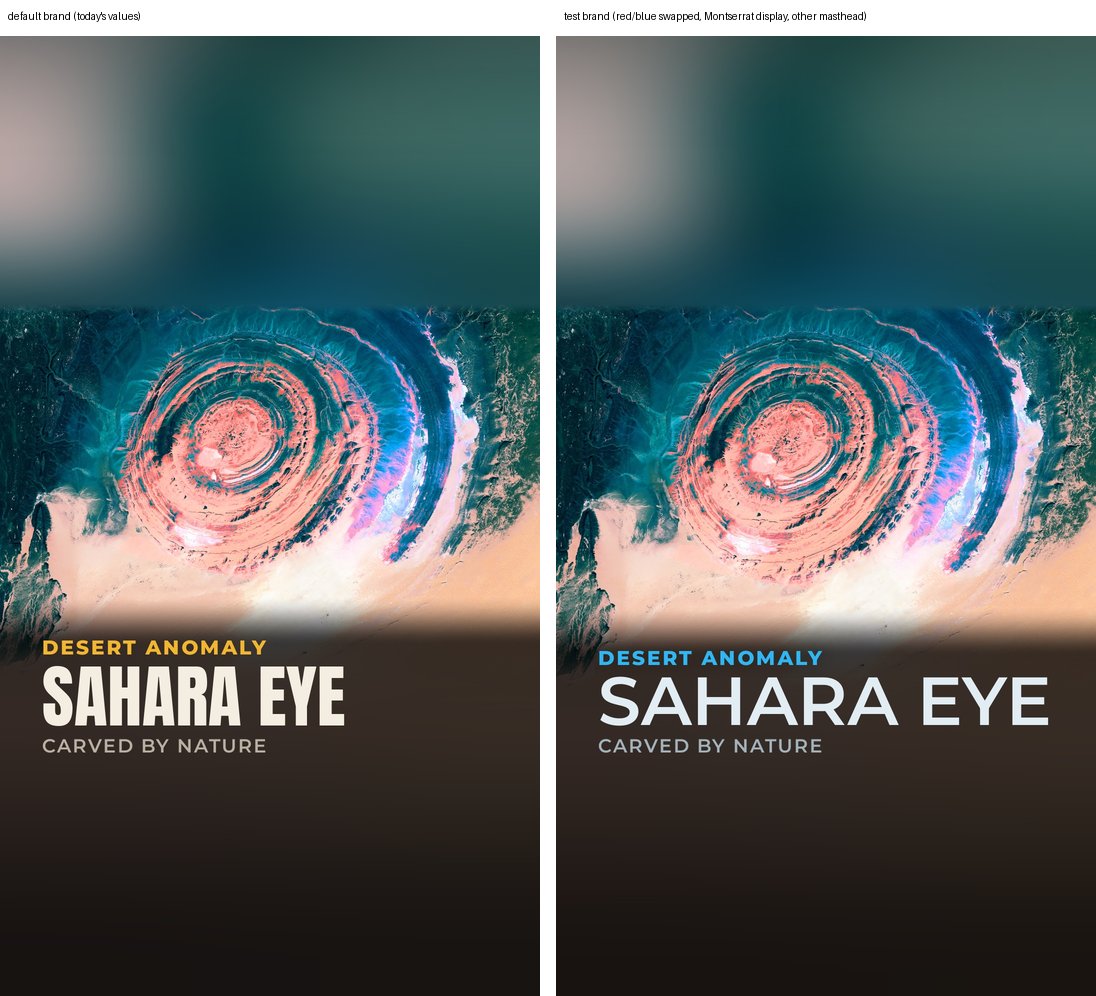 default brand (today's values)
test brand (red/blue swapped, Montserrat display, other masthead)
DESERT ANOMALY
SAHARA EYE
CARVED BY NATURE
DESERT ANOMALY
SAHARA EYE
CARVED BY NATURE